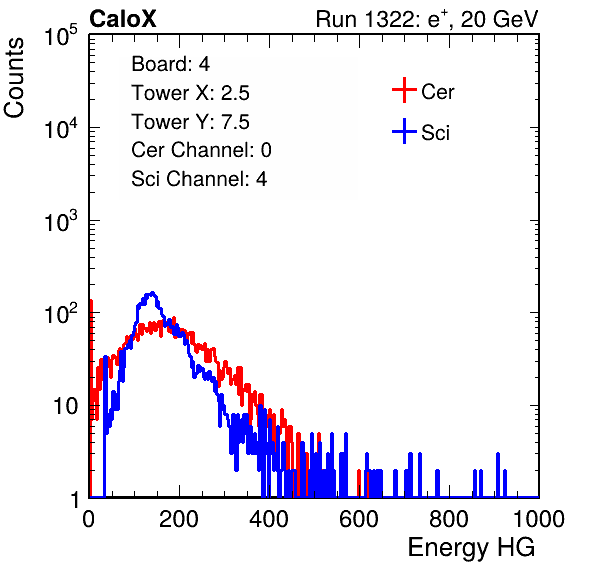 CaloX Run 1322: e⁺, 20 GeV
Counts
10⁵
10⁴
10³
10²
10
1
Board: 4
Tower X: 2.5
Tower Y: 7.5
Cer Channel: 0
Sci Channel: 4
Cer
Sci
0 200 400 600 800 1000
Energy HG